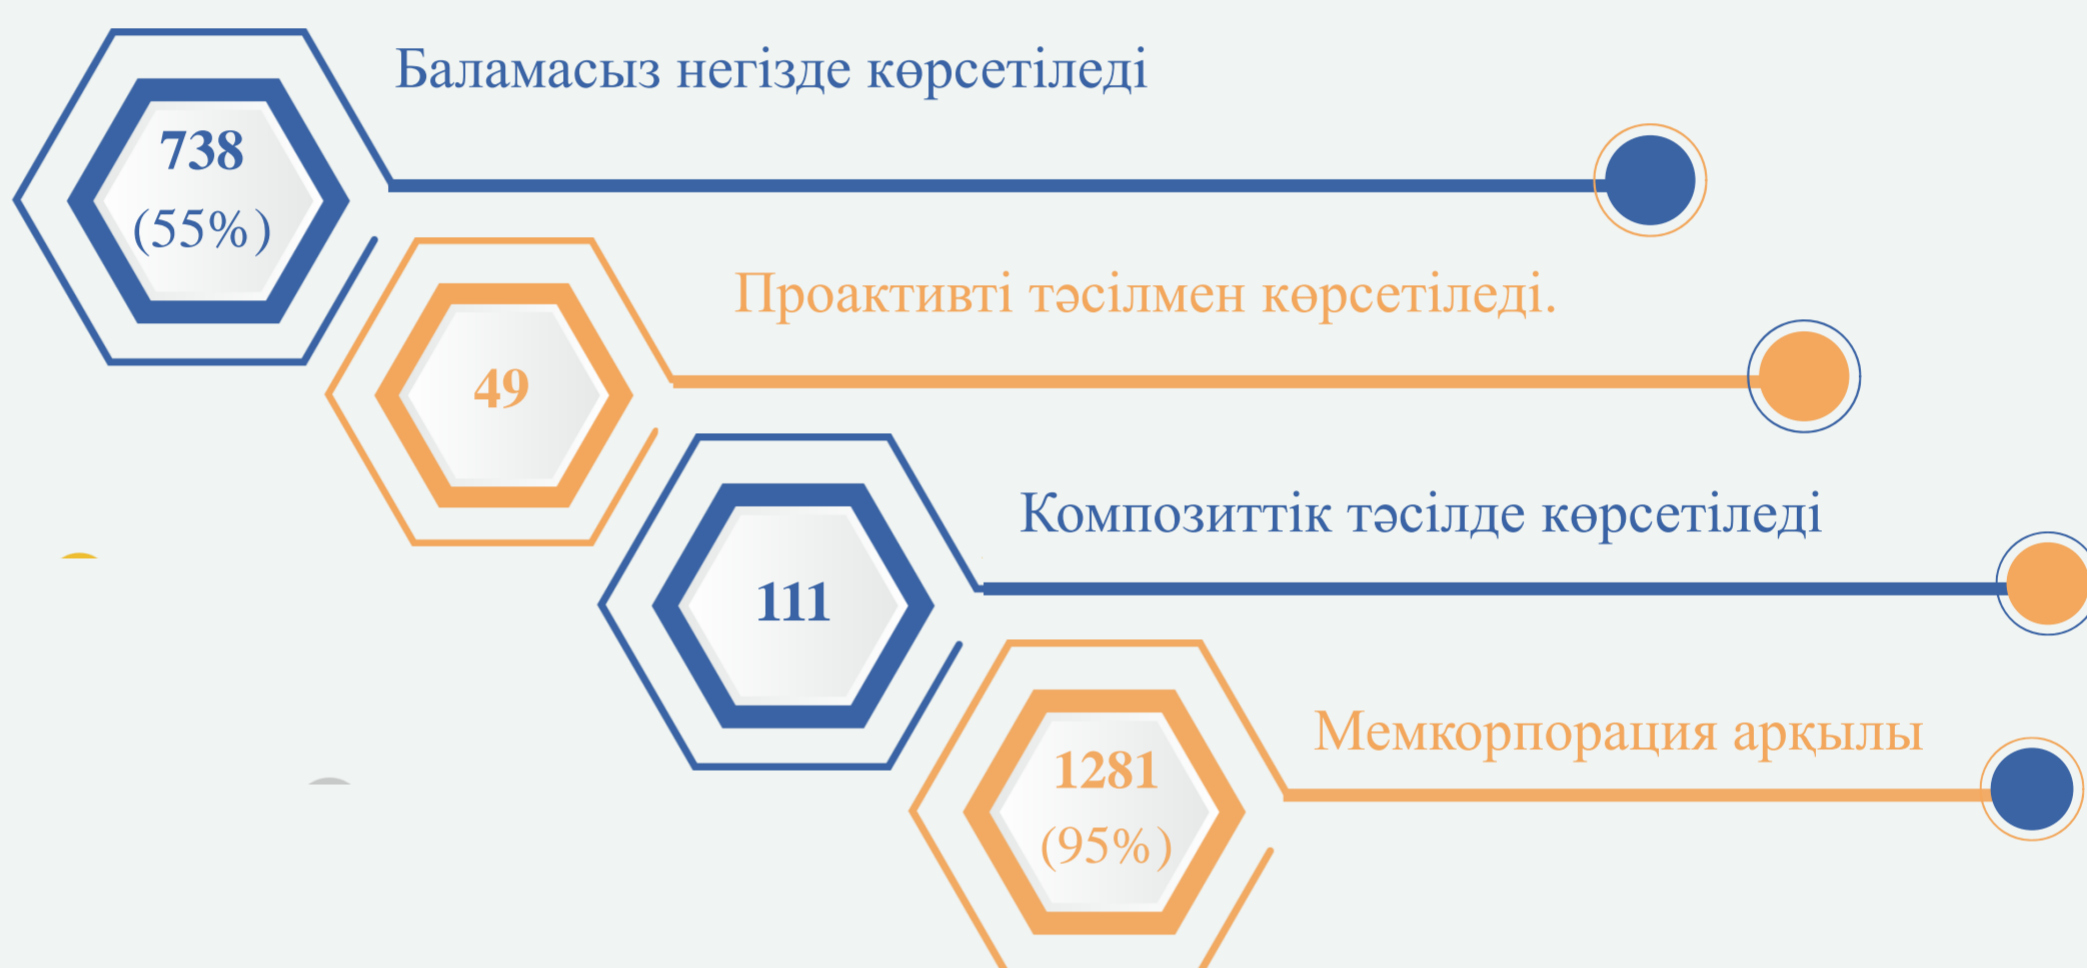 Баламасыз негізде көрсетіледі
738
(55%)
Проактивті тәсілмен көрсетіледі.
49
Композиттік тәсілде көрсетіледі
111
Мемкорпорация арқылы
1281
(95%)